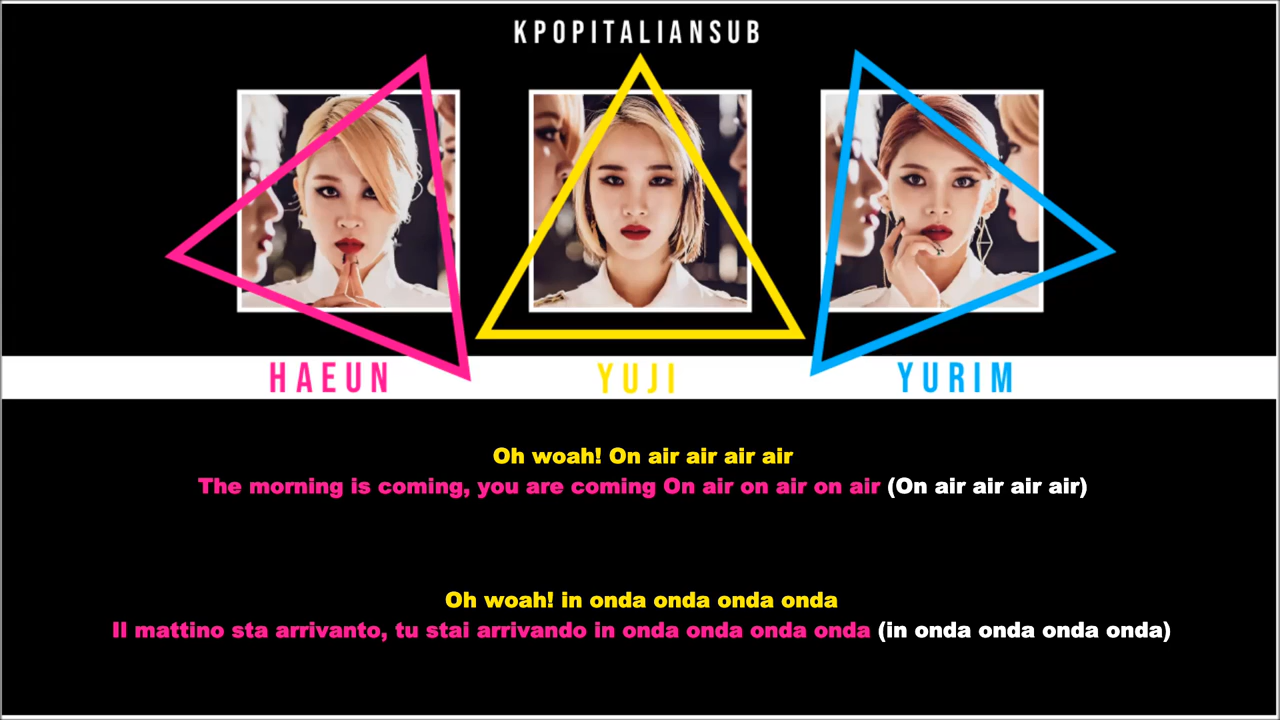 KPOPITALIANSUB
HAEUN YUJI YURIM
Oh woah! On air air air air
The morning is coming, you are coming On air on air on air (On air air air air)
Oh woah! in onda onda onda onda
Il mattino sta arrivanto, tu stai arrivando in onda onda onda onda (in onda onda onda onda)